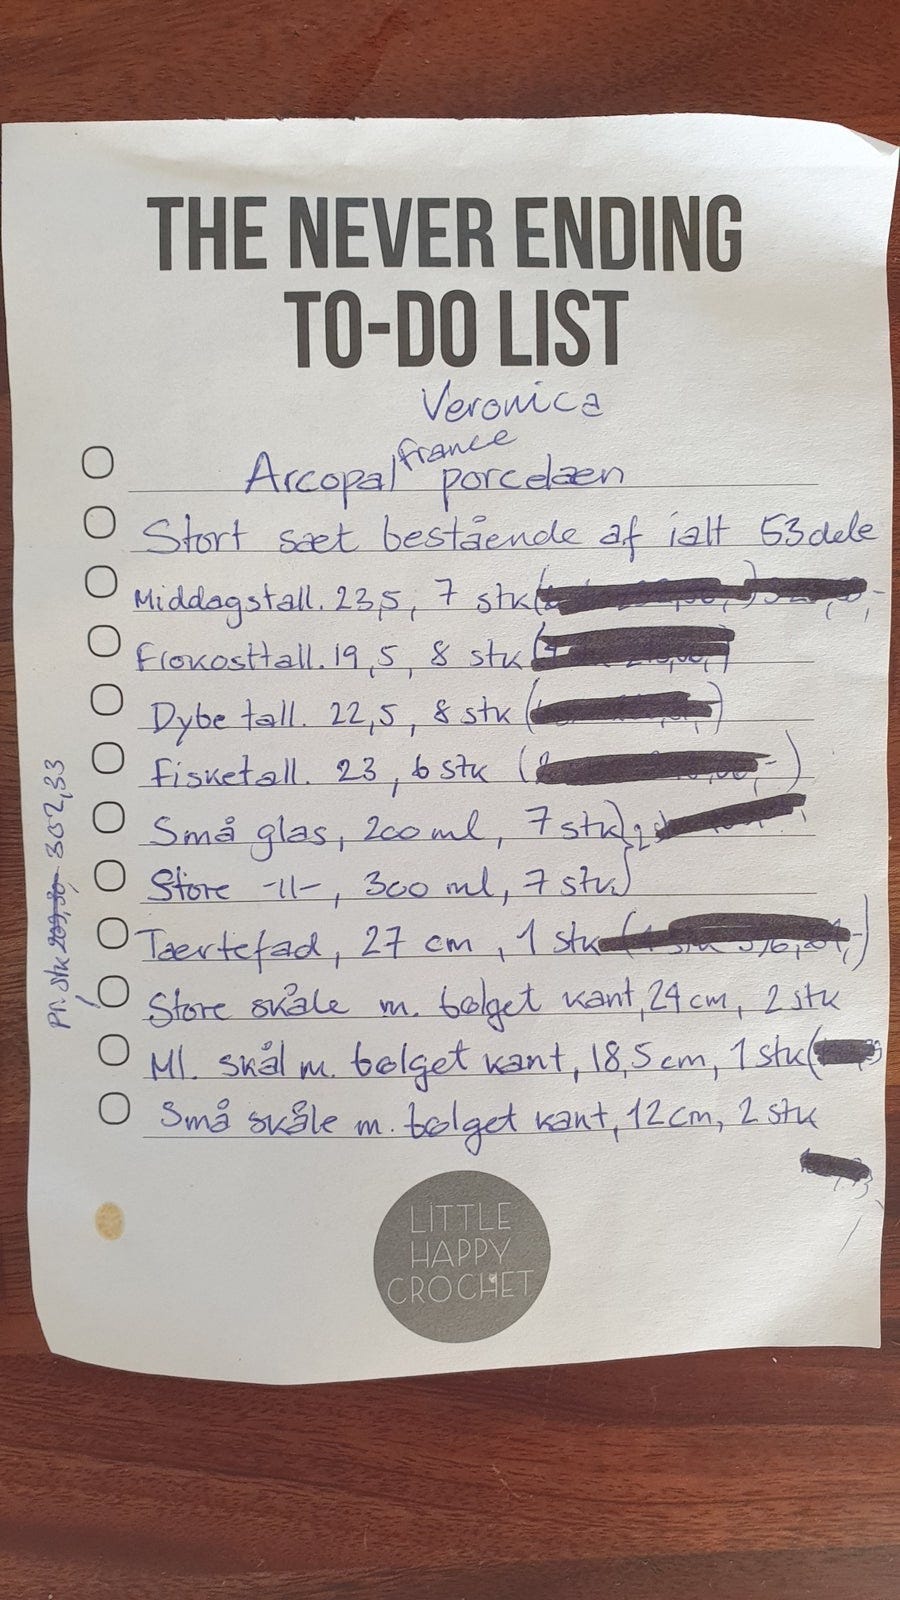 THE NEVER ENDING
TO-DO LIST
Veronica
Arcopal france porcelæn
Stort sæt bestående af ialt 53 dele
Middagstall. 23,5, 7 stk (
Frokosttall. 19,5, 8 stk (
Dybe tall. 22,5, 8 stk ( )
Fisketall. 23, 6 stk ( ,- )
Små glas, 200 ml, 7 stk
Store -11-, 300 ml, 7 stk.
Tærtefad, 27 cm, 1 stk
Store skåle m. bølget kant, 24 cm, 2 stk
Ml. skål m. bølget kant, 18,5 cm, 1 stk (
Små skåle m. bølget kant, 12 cm, 2 stk
Pr. stk 302,33
LITTLE
HAPPY
CROCHET